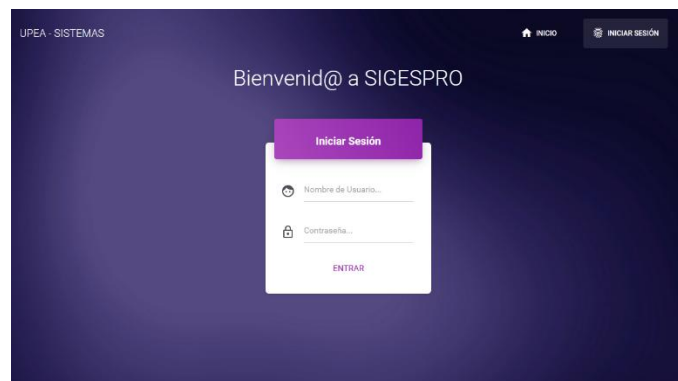 UPEA - SISTEMAS
INICIO
INICIAR SESIÓN
Bienvenid@ a SIGESPRO
Iniciar Sesión
Nombre de Usuario...
Contraseña...
ENTRAR